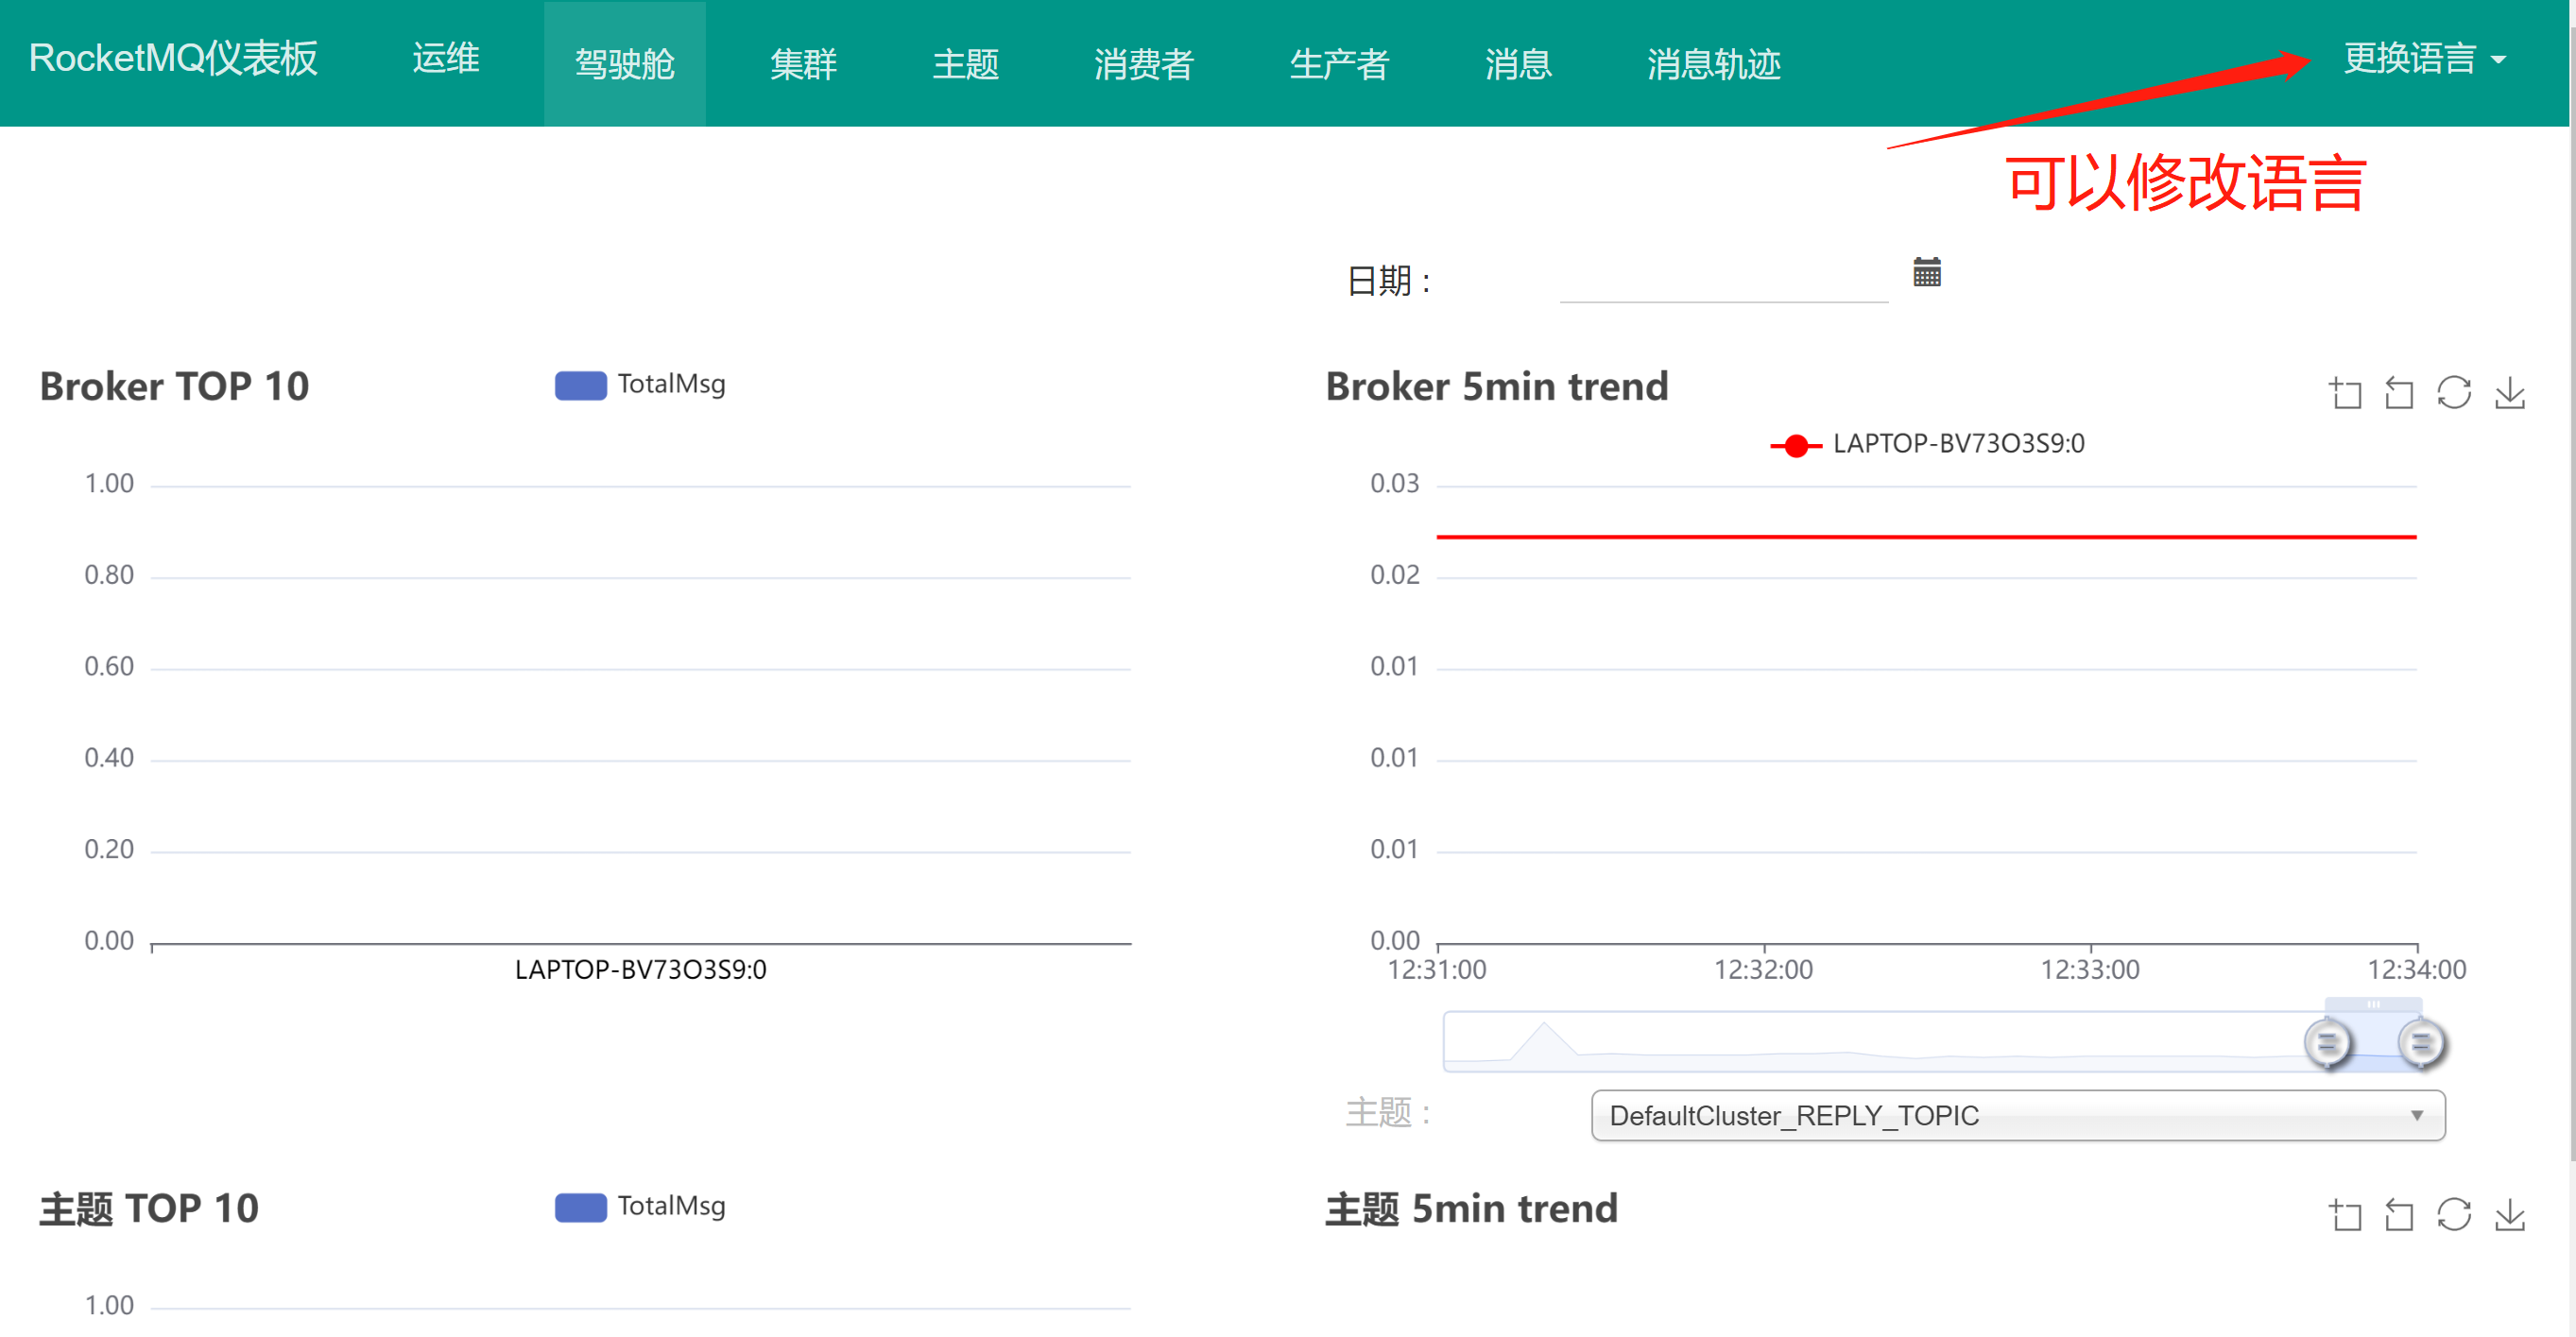 RocketMQ仪表板 运维 驾驶舱 集群 主题 消费者 生产者 消息 消息轨迹 更换语言
可以修改语言
日期 :
Broker TOP 10
TotalMsg
1.00
0.80
0.60
0.40
0.20
0.00
LAPTOP-BV73O3S9:0
Broker 5min trend
LAPTOP-BV73O3S9:0
0.03
0.02
0.01
0.01
0.01
0.00
12:31:00 12:32:00 12:33:00 12:34:00
主题 :
DefaultCluster_REPLY_TOPIC
主题 TOP 10
TotalMsg
1.00
主题 5min trend